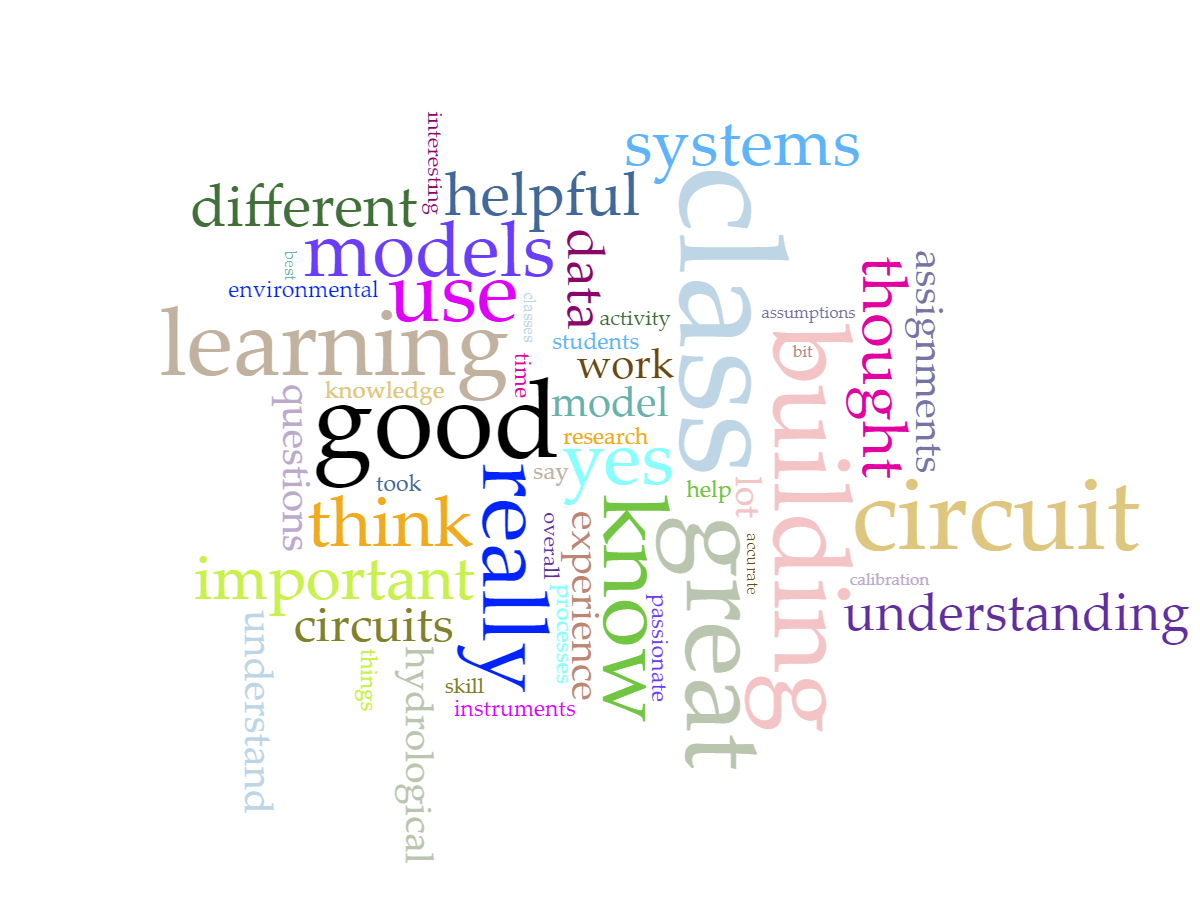 interesting
systems
helpful
different
class
models
data
best
environmental
use
classes
assignments
thought
learning
activity
assumptions
students
building
bit
work
time
knowledge
good
model
questions
research
yes
say
took
really
help
lot
circuit
think
know
great
experience
overall
accurate
important
calibration
processes
passionate
understanding
circuits
understand
things
hydrological
skill
instruments